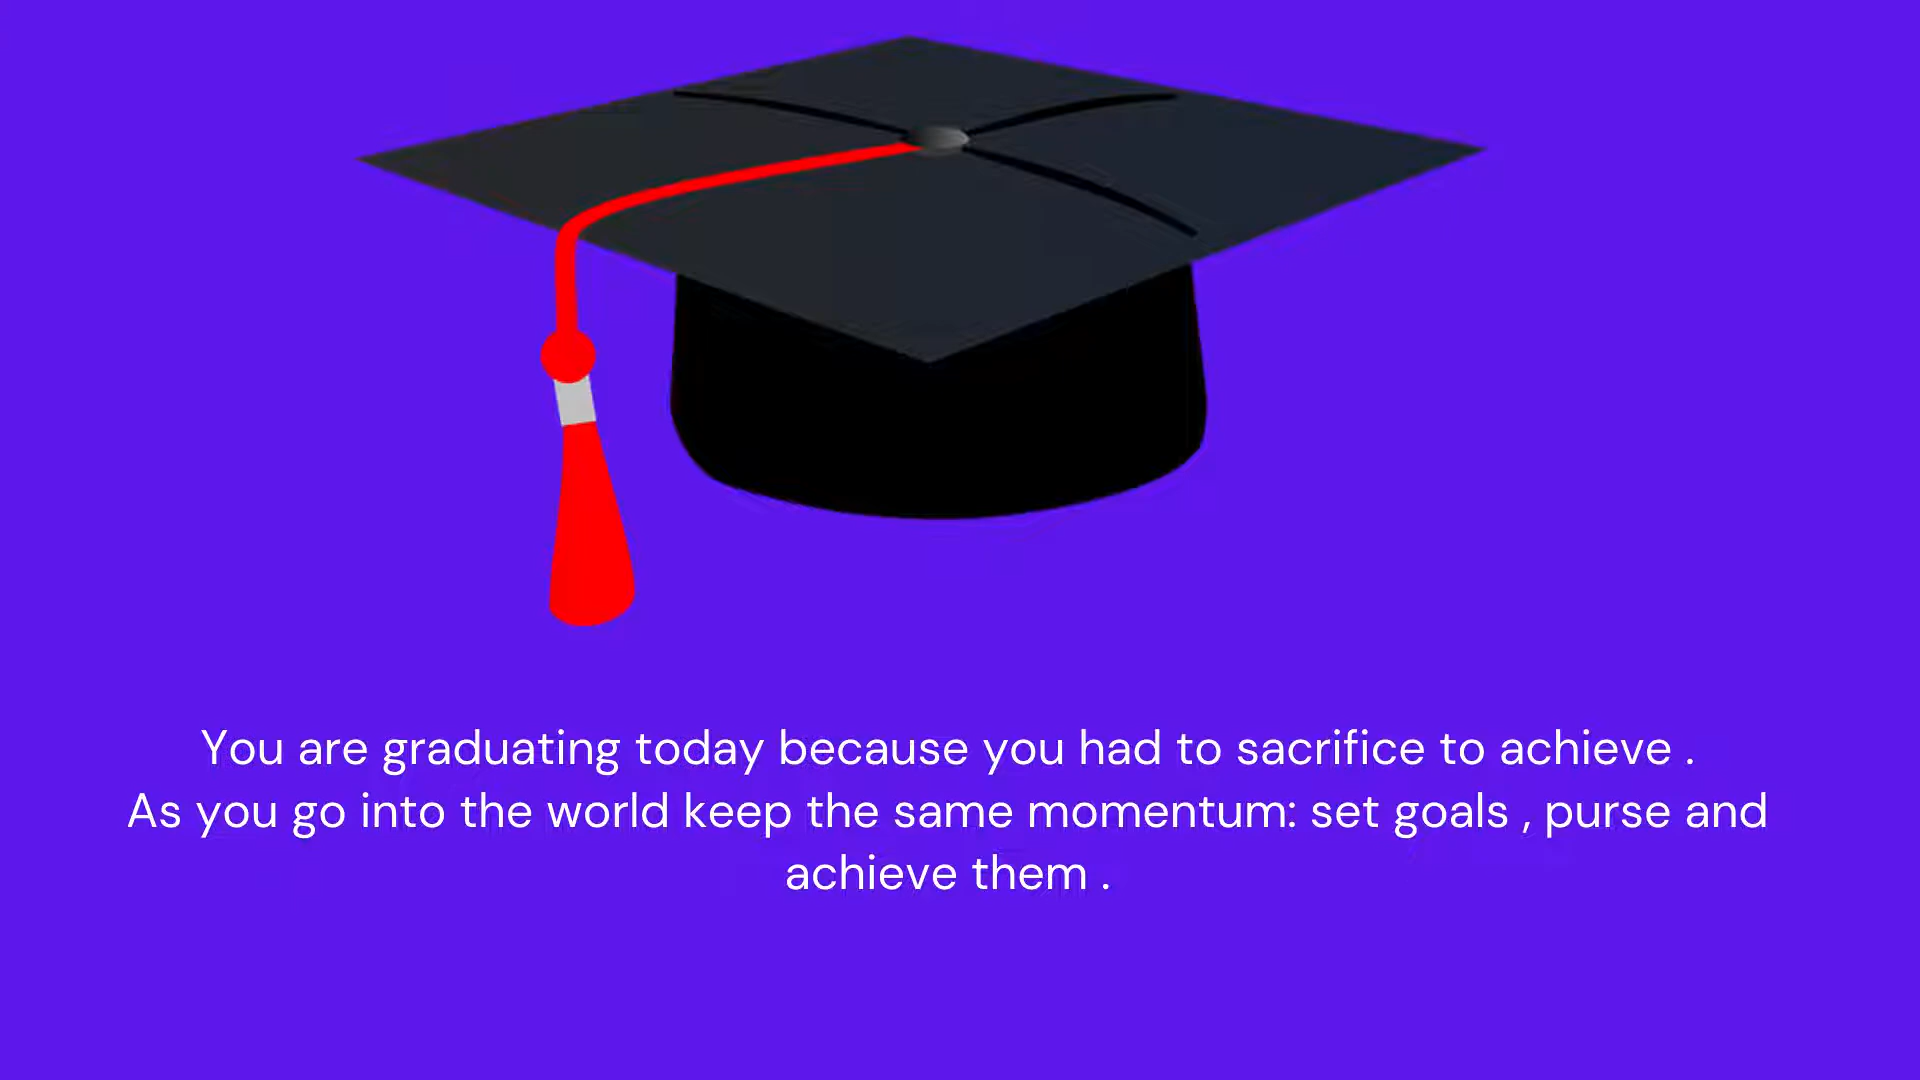 You are graduating today because you had to sacrifice to achieve .
As you go into the world keep the same momentum: set goals , purse and
achieve them .